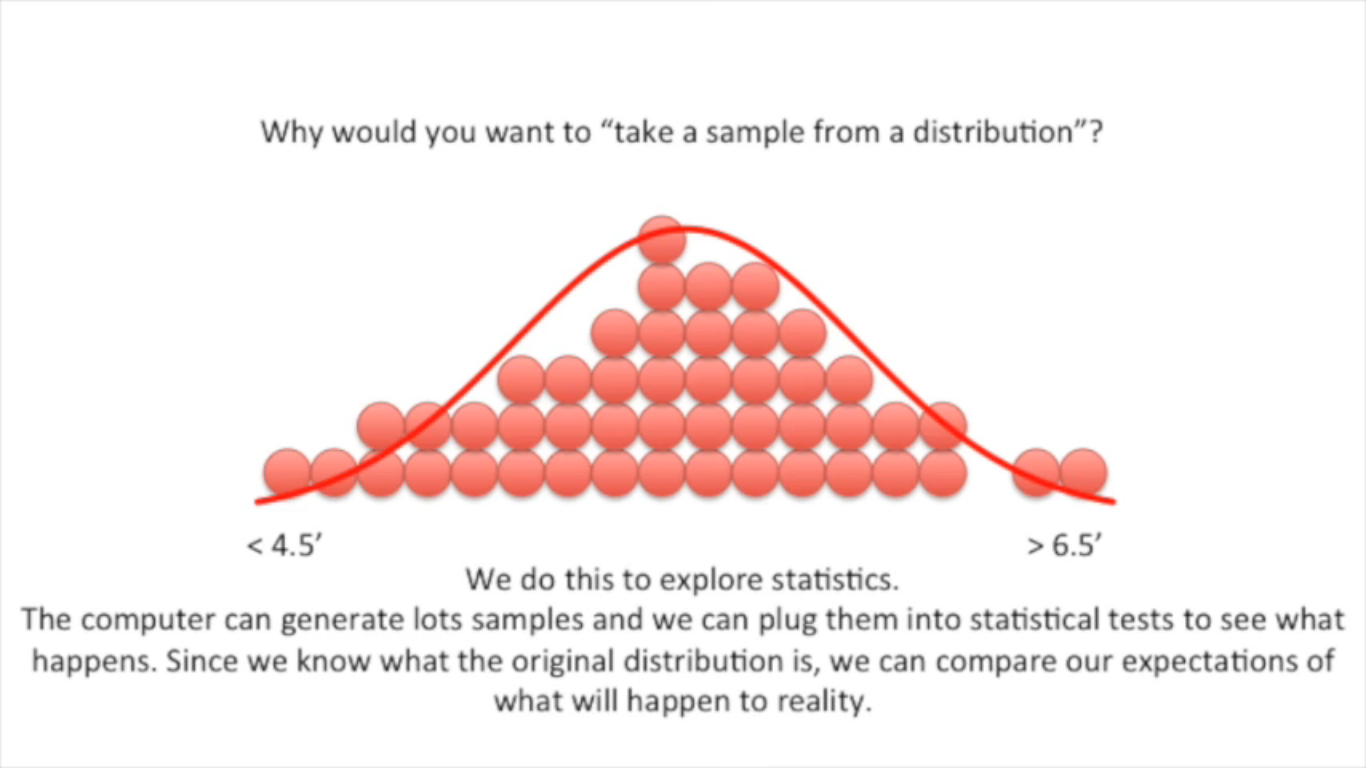 Why would you want to “take a sample from a distribution”?
< 4.5′
> 6.5′
We do this to explore statistics.
The computer can generate lots samples and we can plug them into statistical tests to see what
happens. Since we know what the original distribution is, we can compare our expectations of
what will happen to reality.